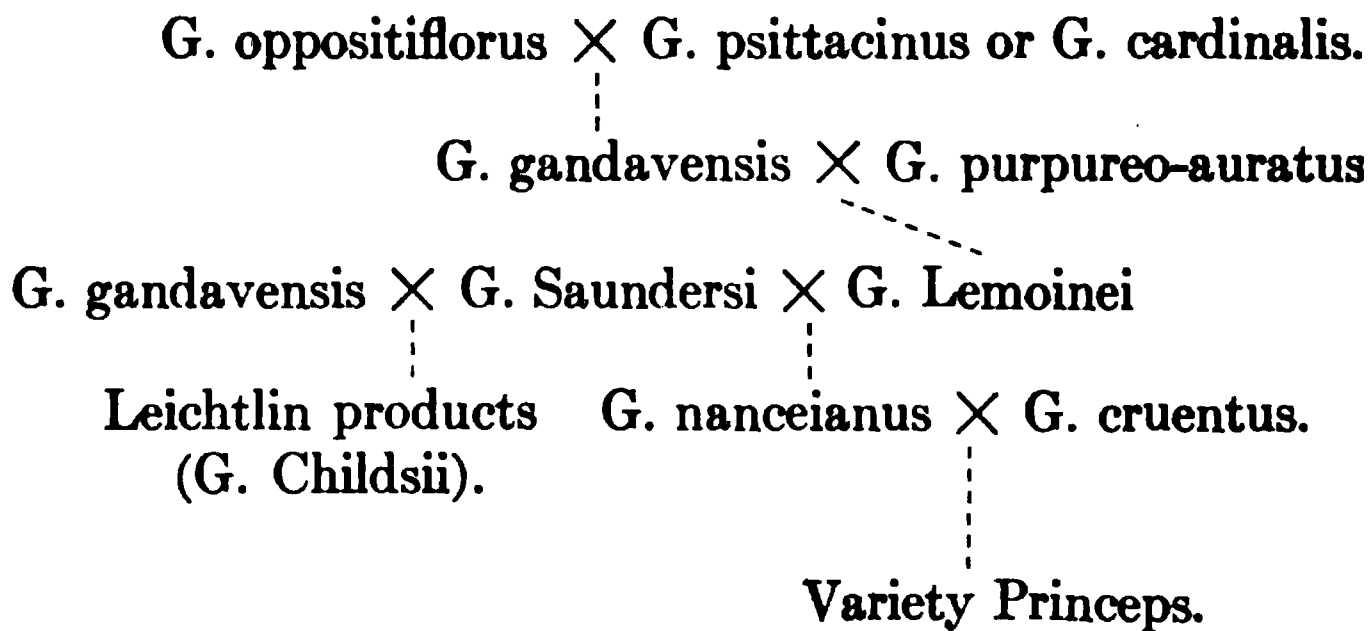 G. oppositiflorus × G. psittacinus or G. cardinalis.
G. gandavensis × G. purpureo-auratus
G. gandavensis × G. Saundersi × G. Lemoinei
Leichtlin products G. nanceianus × G. cruentus.
(G. Childsii).
Variety Princeps.